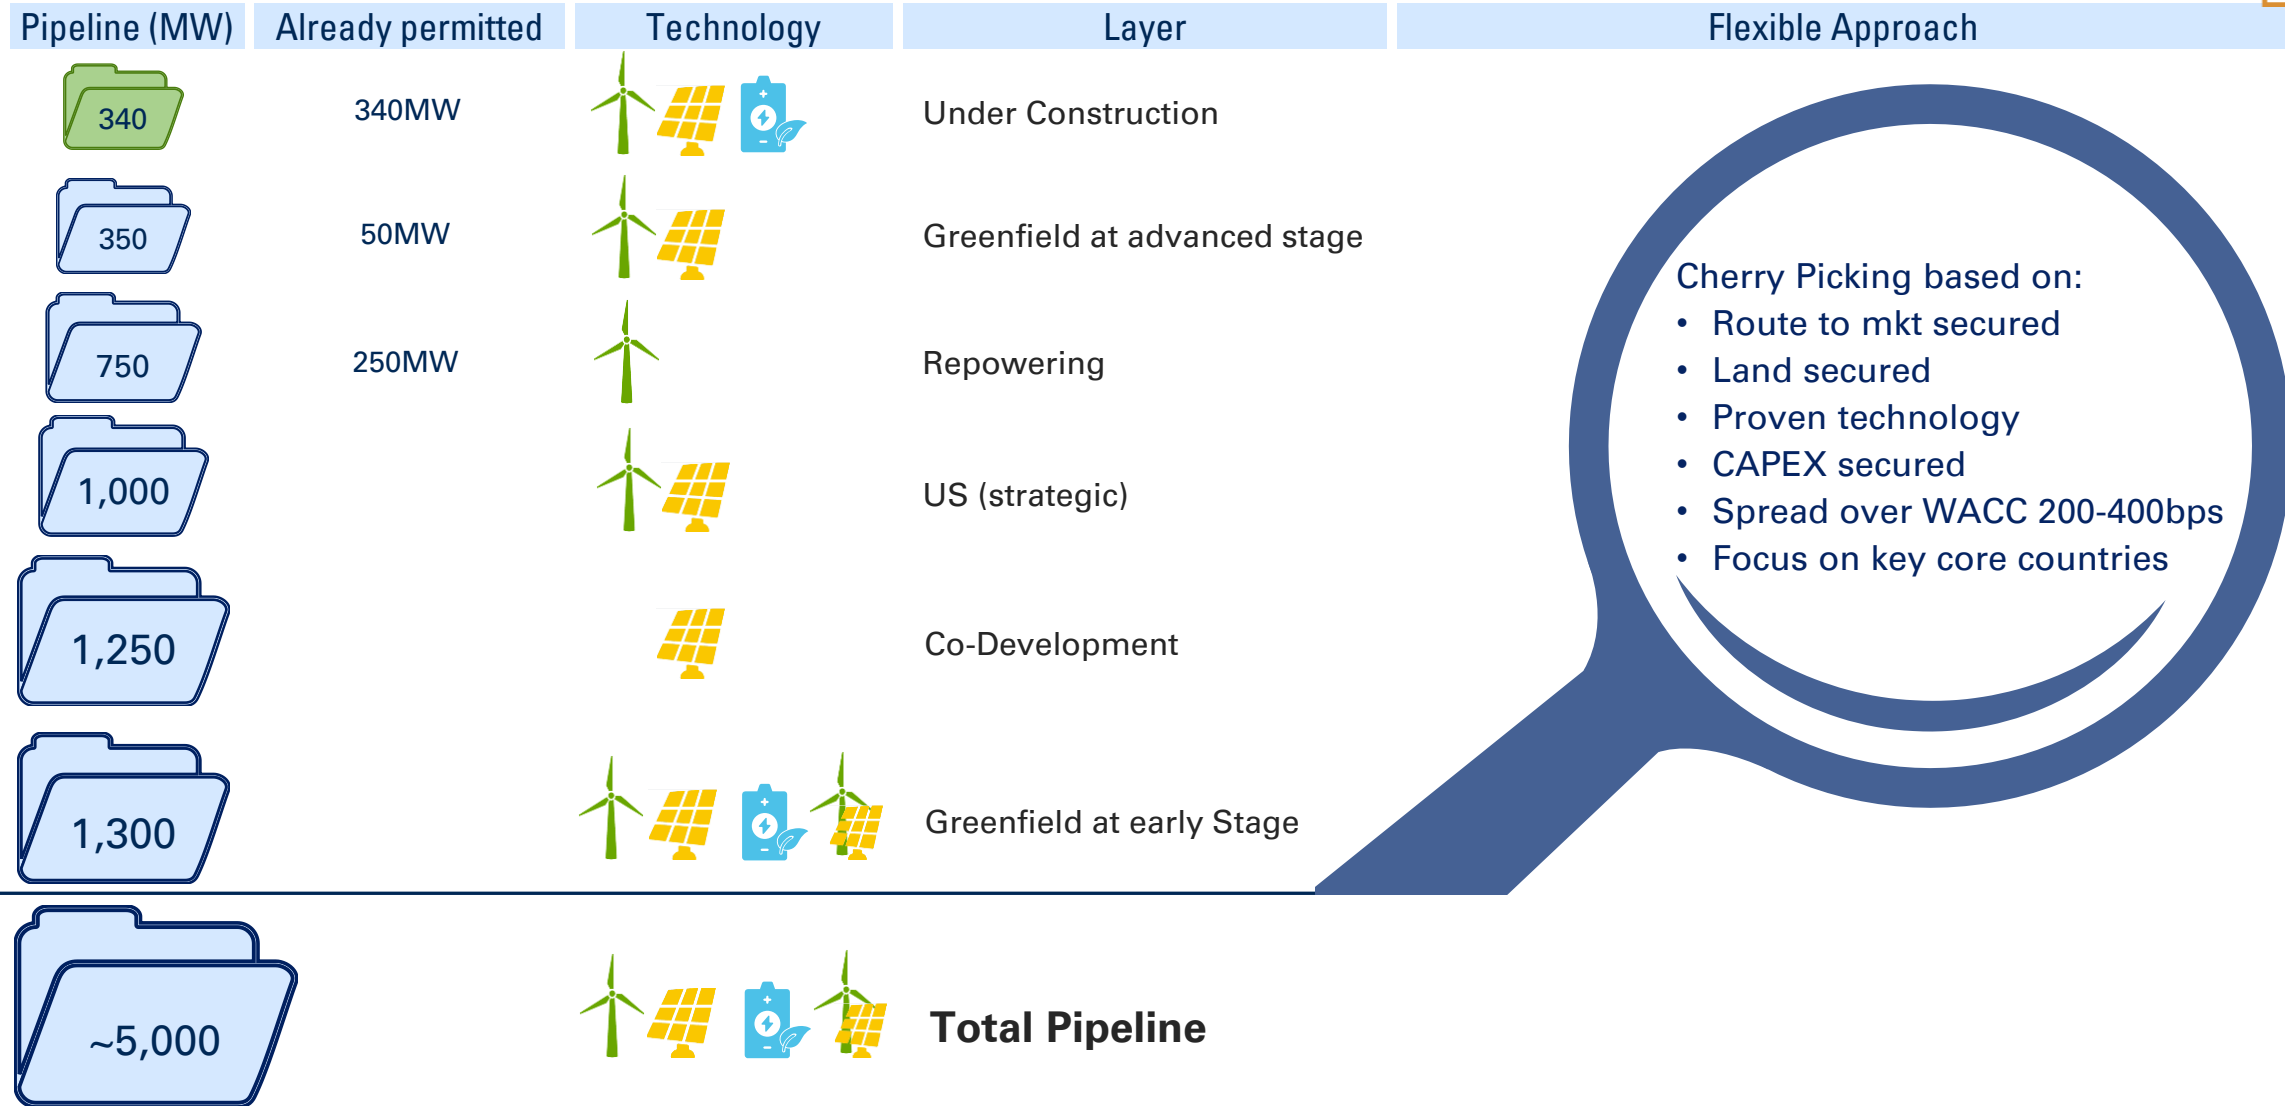 Pipeline (MW) Already permitted Technology Layer Flexible Approach
340 340MW Under Construction
350 50MW Greenfield at advanced stage
750 250MW Repowering
1,000 US (strategic)
1,250 Co-Development
1,300 Greenfield at early Stage
~5,000 Total Pipeline
Cherry Picking based on:
• Route to mkt secured
• Land secured
• Proven technology
• CAPEX secured
• Spread over WACC 200-400bps
• Focus on key core countries